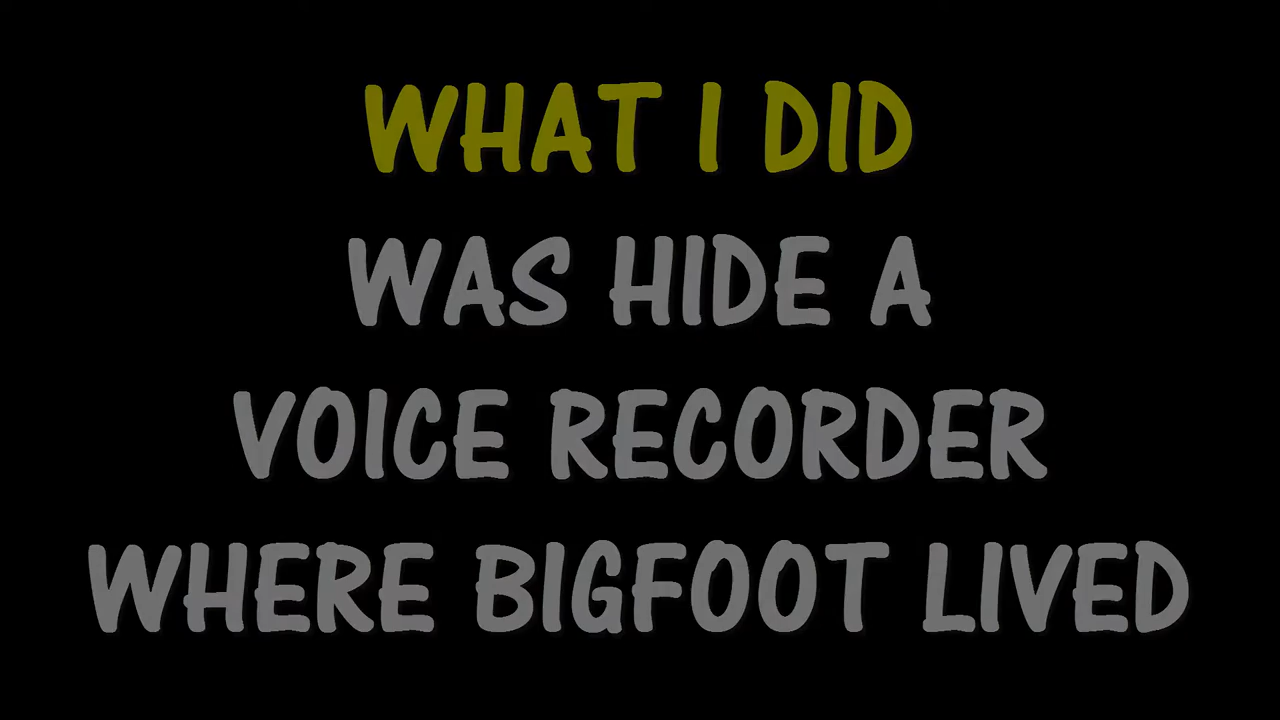 WHAT I DID
WAS HIDE A
VOICE RECORDER
WHERE BIGFOOT LIVED